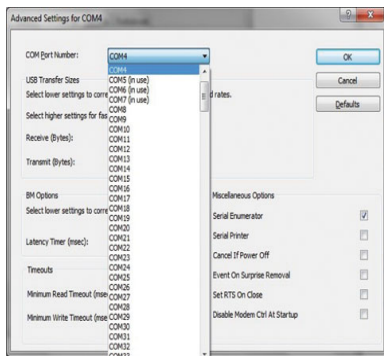 Advanced Settings for COM4
COM Port Number:
COM4
OK
Cancel
Defaults
COM4
COM5 (in use)
COM6 (in use)
COM7 (in use)
COM8
COM9
COM10
COM11
COM12
COM13
COM14
COM15
COM16
COM17
COM18
COM19
COM20
COM21
COM22
COM23
COM24
COM25
COM26
COM27
COM28
COM29
COM30
COM31
COM32
USB Transfer Sizes
Select lower settings to corre
d rates.
Select higher settings for fas
Receive (Bytes):
Transmit (Bytes):
BM Options
Select lower settings to corre
Latency Timer (msec):
Timeouts
Minimum Read Timeout (mse
Minimum Write Timeout (mse
Miscellaneous Options
Serial Enumerator
Serial Printer
Cancel If Power Off
Event On Surprise Removal
Set RTS On Close
Disable Modem Ctrl At Startup